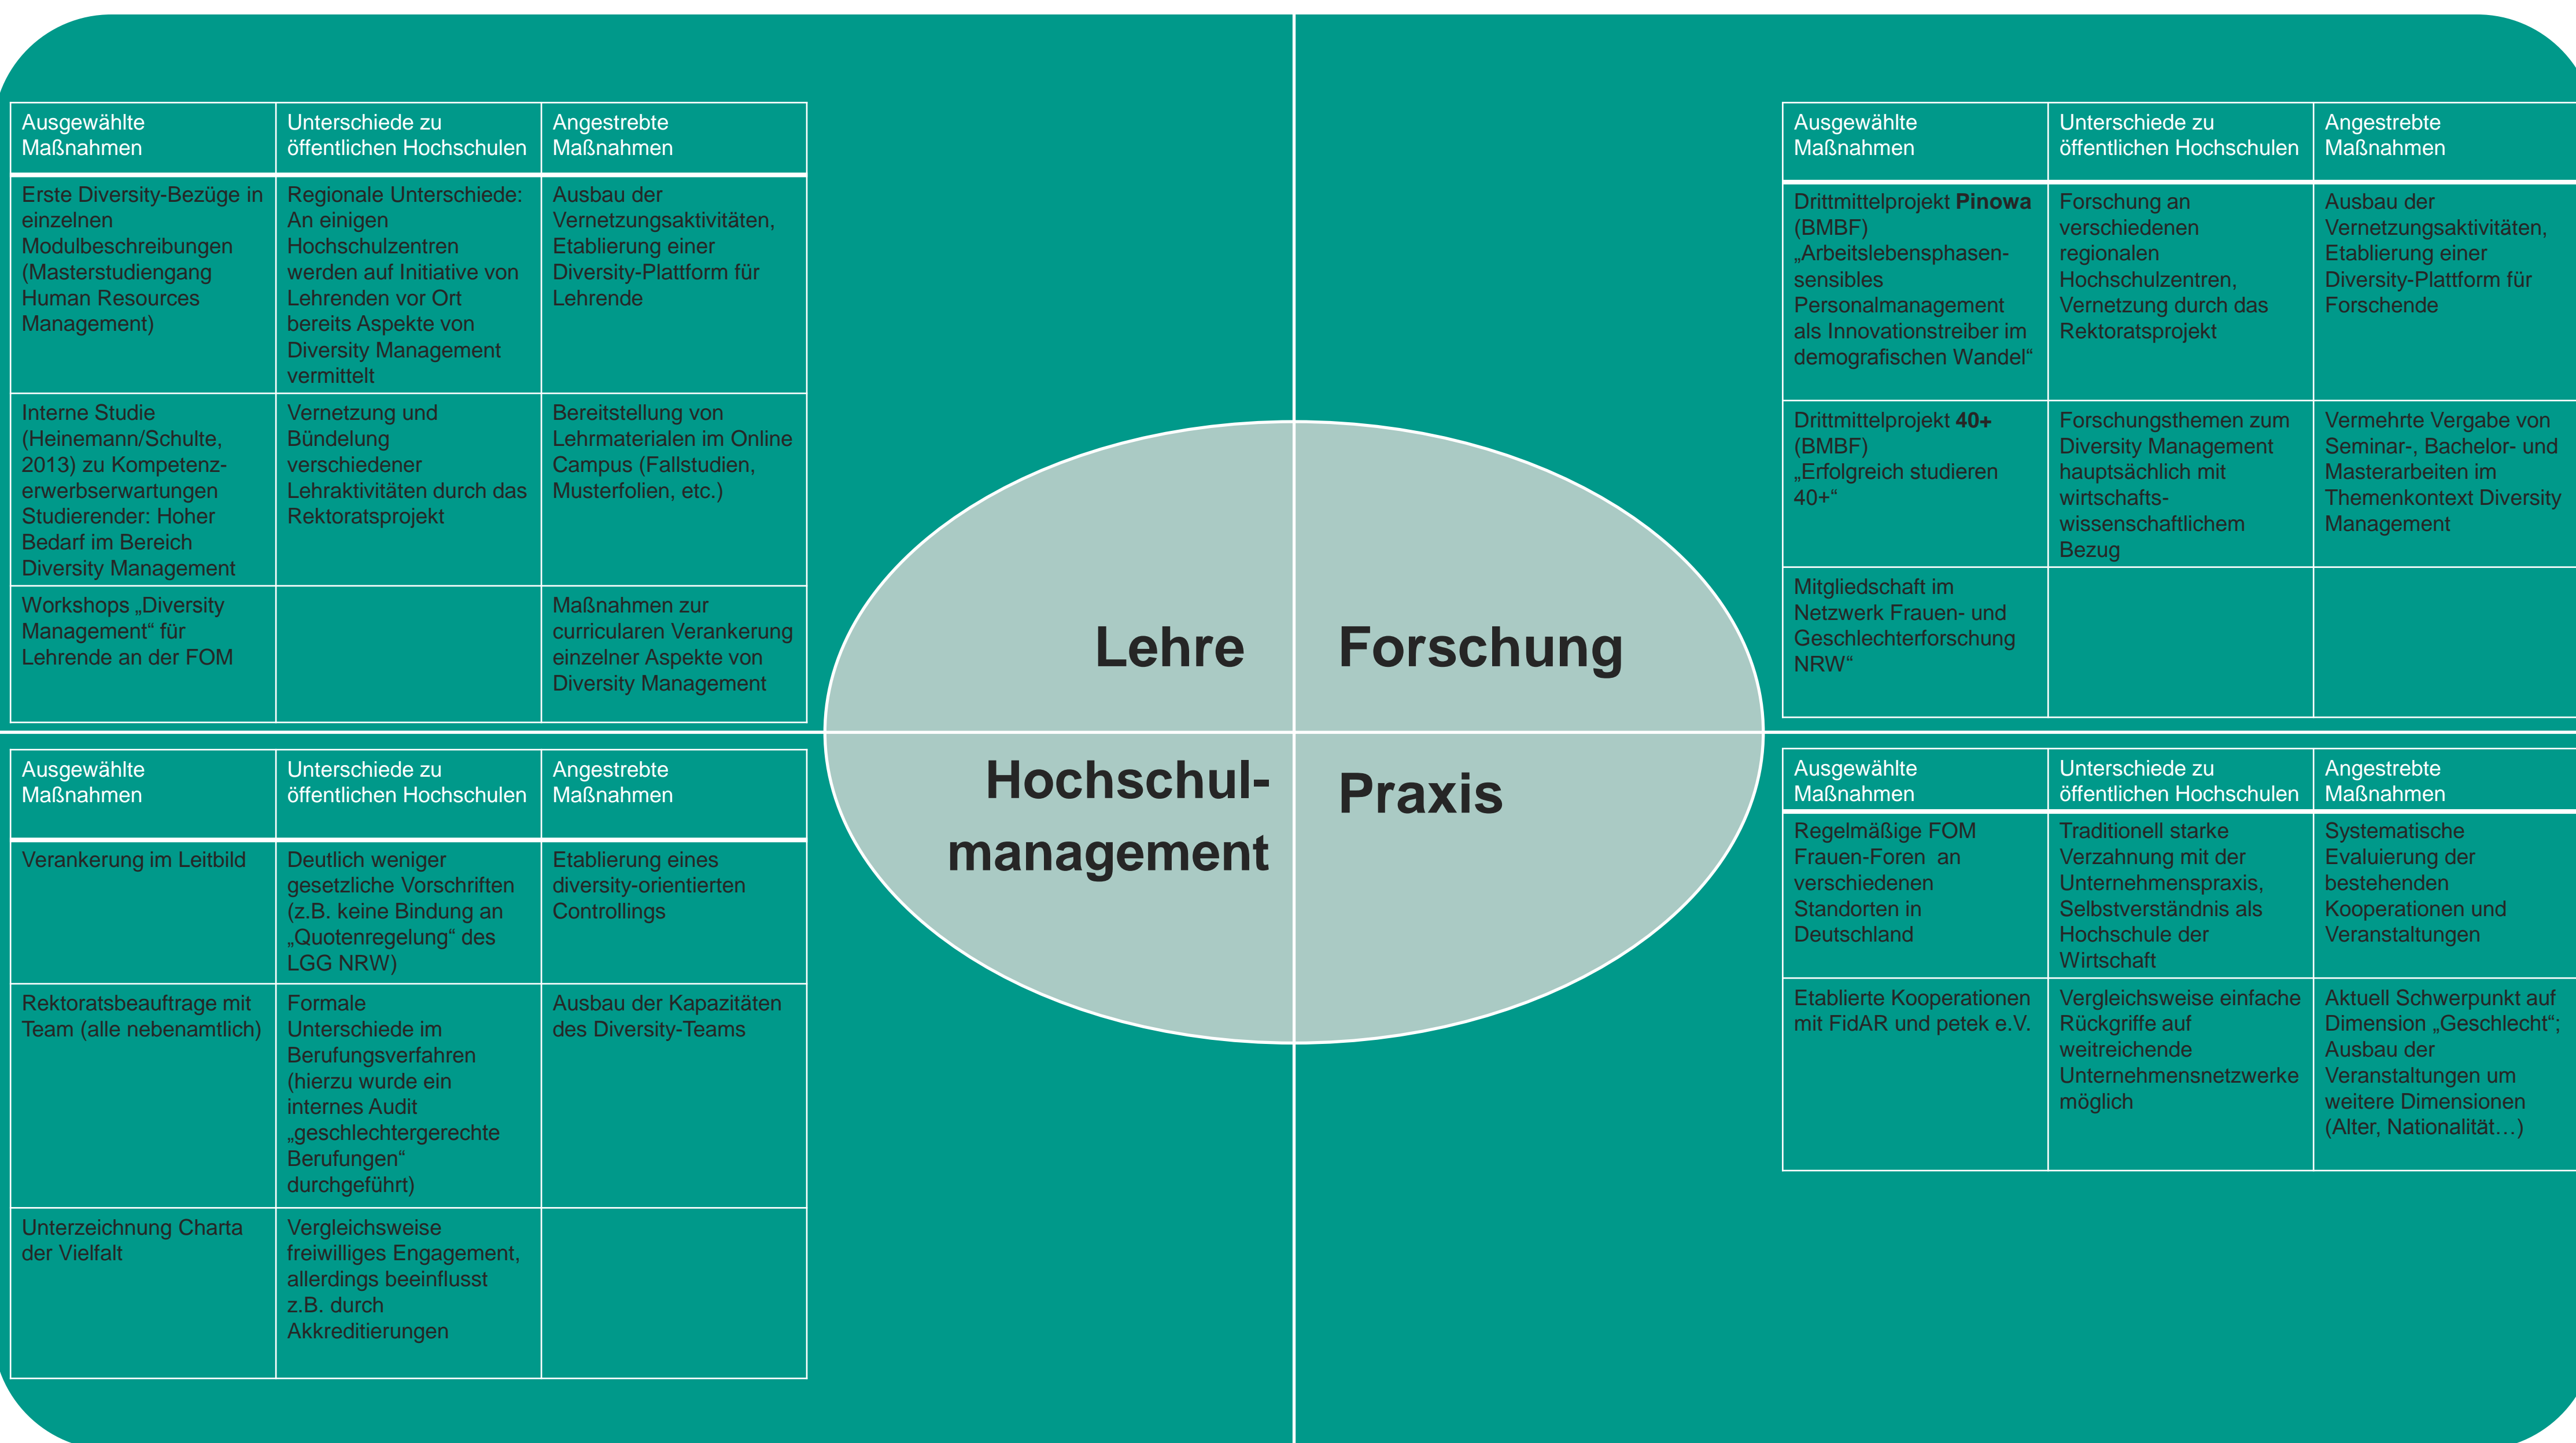 Ausgewählte
Maßnahmen
Unterschiede zu
öffentlichen Hochschulen
Angestrebte
Maßnahmen
Erste Diversity-Bezüge in
einzelnen
Modulbeschreibungen
(Masterstudiengang
Human Resources
Management)
Regionale Unterschiede:
An einigen
Hochschulzentren
werden auf Initiative von
Lehrenden vor Ort
bereits Aspekte von
Diversity Management
vermittelt
Ausbau der
Vernetzungsaktivitäten,
Etablierung einer
Diversity-Plattform für
Lehrende
Interne Studie
(Heinemann/Schulte,
2013) zu Kompetenz-
erwerbserwartungen
Studierender: Hoher
Bedarf im Bereich
Diversity Management
Vernetzung und
Bündelung
verschiedener
Lehraktivitäten durch das
Rektoratsprojekt
Bereitstellung von
Lehrmaterialen im Online
Campus (Fallstudien,
Musterfolien, etc.)
Workshops „Diversity
Management“ für
Lehrende an der FOM
Maßnahmen zur
curricularen Verankerung
einzelner Aspekte von
Diversity Management
Ausgewählte
Maßnahmen
Unterschiede zu
öffentlichen Hochschulen
Angestrebte
Maßnahmen
Drittmittelprojekt Pinowa
(BMBF)
„Arbeitslebensphasen-
sensibles
Personalmanagement
als Innovationstreiber im
demografischen Wandel“
Forschung an
verschiedenen
regionalen
Hochschulzentren,
Vernetzung durch das
Rektoratsprojekt
Ausbau der
Vernetzungsaktivitäten,
Etablierung einer
Diversity-Plattform für
Forschende
Drittmittelprojekt 40+
(BMBF)
„Erfolgreich studieren
40+“
Forschungsthemen zum
Diversity Management
hauptsächlich mit
wirtschafts-
wissenschaftlichem
Bezug
Vermehrte Vergabe von
Seminar-, Bachelor- und
Masterarbeiten im
Themenkontext Diversity
Management
Mitgliedschaft im
Netzwerk Frauen- und
Geschlechterforschung
NRW“
Lehre
Forschung
Hochschul-
management
Praxis
Ausgewählte
Maßnahmen
Unterschiede zu
öffentlichen Hochschulen
Angestrebte
Maßnahmen
Verankerung im Leitbild
Deutlich weniger
gesetzliche Vorschriften
(z.B. keine Bindung an
„Quotenregelung“ des
LGG NRW)
Etablierung eines
diversity-orientierten
Controllings
Rektoratsbeauftrage mit
Team (alle nebenamtlich)
Formale
Unterschiede im
Berufungsverfahren
(hierzu wurde ein
internes Audit
„geschlechtergerechte
Berufungen“
durchgeführt)
Ausbau der Kapazitäten
des Diversity-Teams
Unterzeichnung Charta
der Vielfalt
Vergleichsweise
freiwilliges Engagement,
allerdings beeinflusst
z.B. durch
Akkreditierungen
Ausgewählte
Maßnahmen
Unterschiede zu
öffentlichen Hochschulen
Angestrebte
Maßnahmen
Regelmäßige FOM
Frauen-Foren an
verschiedenen
Standorten in
Deutschland
Traditionell starke
Verzahnung mit der
Unternehmenspraxis,
Selbstverständnis als
Hochschule der
Wirtschaft
Systematische
Evaluierung der
bestehenden
Kooperationen und
Veranstaltungen
Etablierte Kooperationen
mit FidAR und petek e.V.
Vergleichsweise einfache
Rückgriffe auf
weitreichende
Unternehmensnetzwerke
möglich
Aktuell Schwerpunkt auf
Dimension „Geschlecht“;
Ausbau der
Veranstaltungen um
weitere Dimensionen
(Alter, Nationalität…)